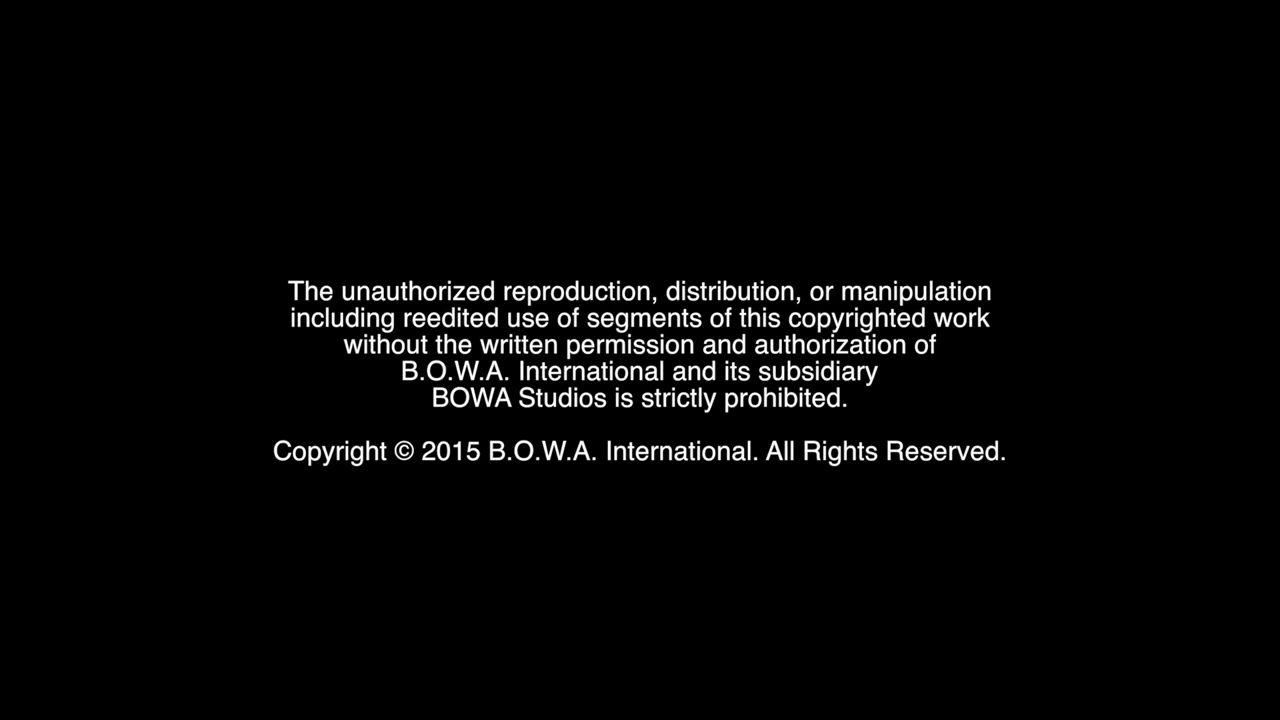 The unauthorized reproduction, distribution, or manipulation
including reedited use of segments of this copyrighted work
without the written permission and authorization of
B.O.W.A. International and its subsidiary
BOWA Studios is strictly prohibited.
Copyright © 2015 B.O.W.A. International. All Rights Reserved.